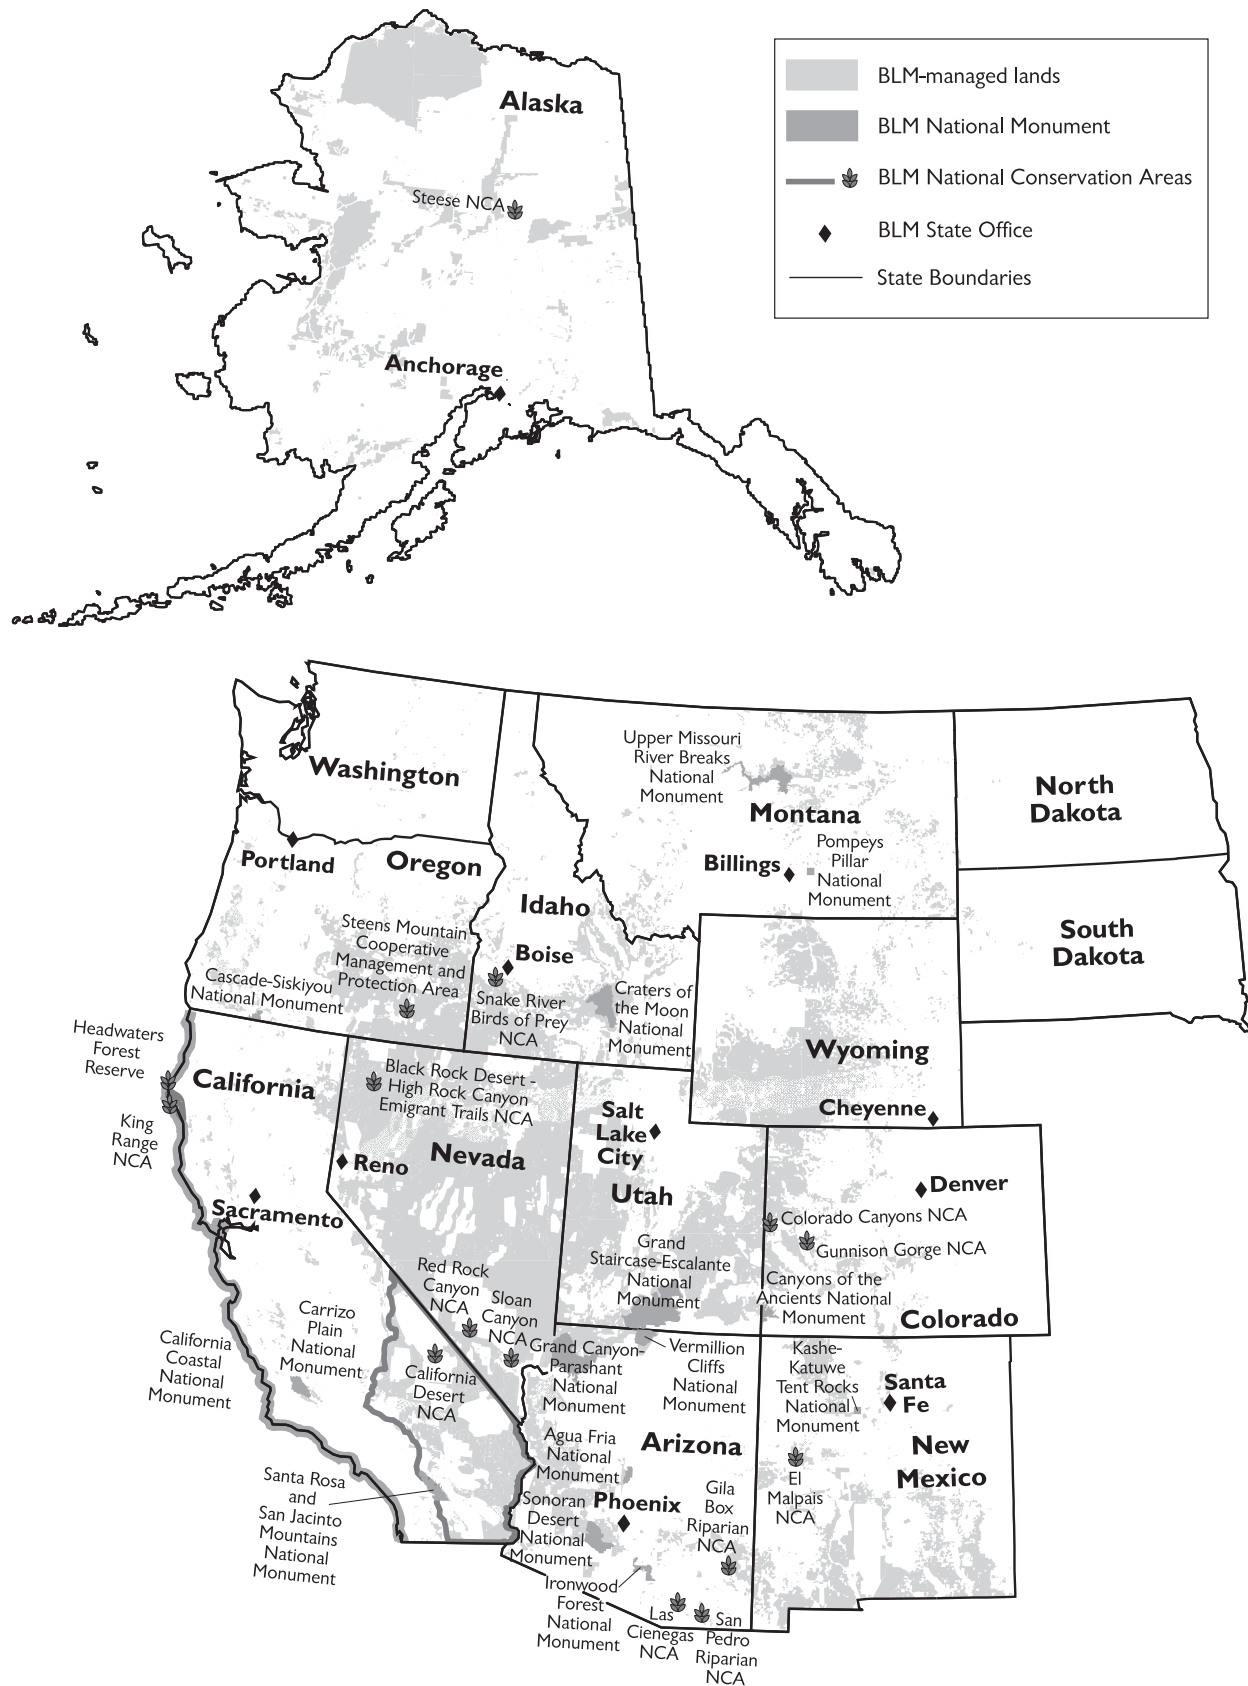 Alaska
Steese NCA
Anchorage
BLM-managed lands
BLM National Monument
BLM National Conservation Areas
BLM State Office
State Boundaries
Washington
Portland
Oregon
Steens Mountain
Cooperative
Management and
Protection Area
Cascade-Siskiyou
National Monument
Idaho
Boise
Snake River
Birds of Prey
NCA
Craters of
the Moon
National
Monument
Upper Missouri
River Breaks
National
Monument
Montana
Billings
Pompeys
Pillar
National
Monument
North
Dakota
South
Dakota
Wyoming
Cheyenne
Headwaters
Forest
Reserve
King
Range
NCA
California
Sacramento
Black Rock Desert -
High Rock Canyon
Emigrant Trails NCA
Nevada
Reno
Red Rock
Canyon
NCA
Sloan
Canyon
NCA
Salt
Lake
City
Utah
Grand
Staircase-Escalante
National
Monument
Denver
Colorado Canyons NCA
Gunnison Gorge NCA
Canyons of the
Ancients National
Monument
Colorado
California
Coastal
National
Monument
Carrizo
Plain
National
Monument
California
Desert
NCA
Santa Rosa
and
San Jacinto
Mountains
National
Monument
Grand Canyon-
Parashant
National
Monument
Vermillion
Cliffs
National
Monument
Agua Fria
National
Monument
Arizona
Sonoran
Desert
National
Monument
Phoenix
Gila
Box
Riparian
NCA
Ironwood
Forest
National
Monument
Las
Cienegas
NCA
San
Pedro
Riparian
NCA
Kashe-
Katuwe
Tent Rocks
National
Monument
Santa
Fe
New
Mexico
El
Malpais
NCA